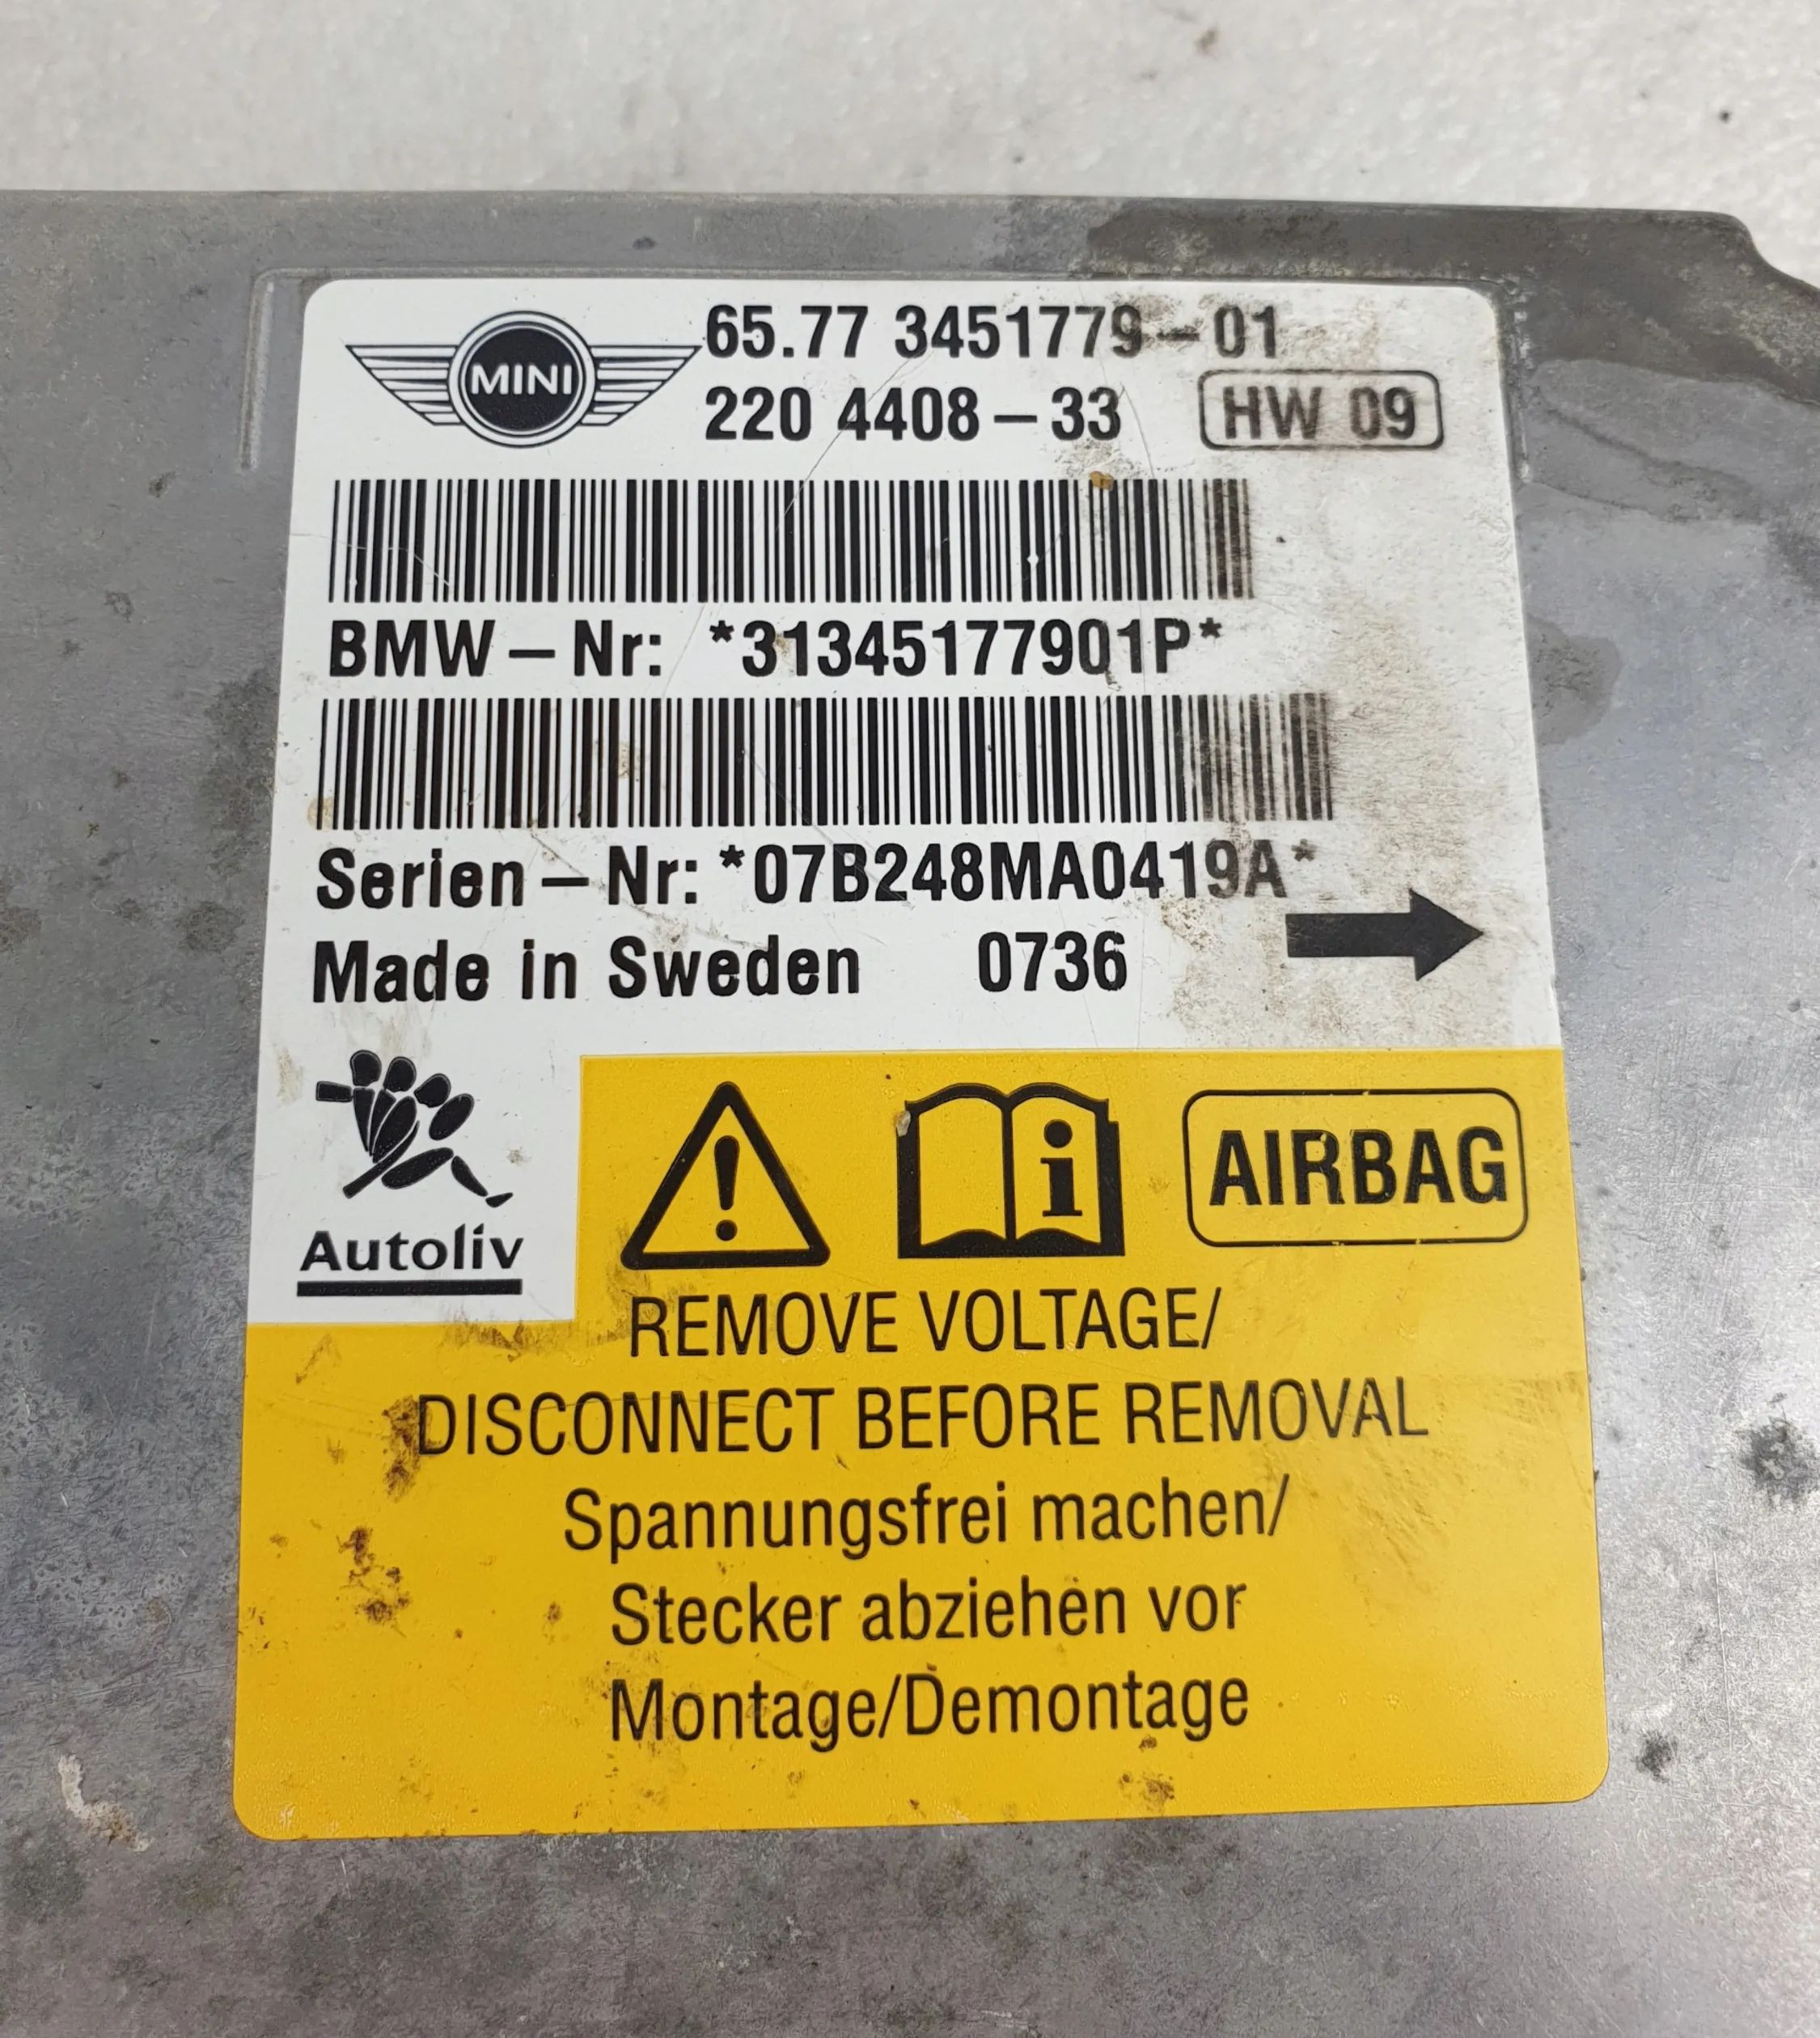 MINI
65.77 3451779-01
220 4408-33 HW 09
BMW-Nr: *31345177901P*
Serien-Nr: *07B248MA0419A*
Made in Sweden 0736
Autoliv
i AIRBAG
REMOVE VOLTAGE/
DISCONNECT BEFORE REMOVAL
Spannungsfrei machen/
Stecker abziehen vor
Montage/Demontage